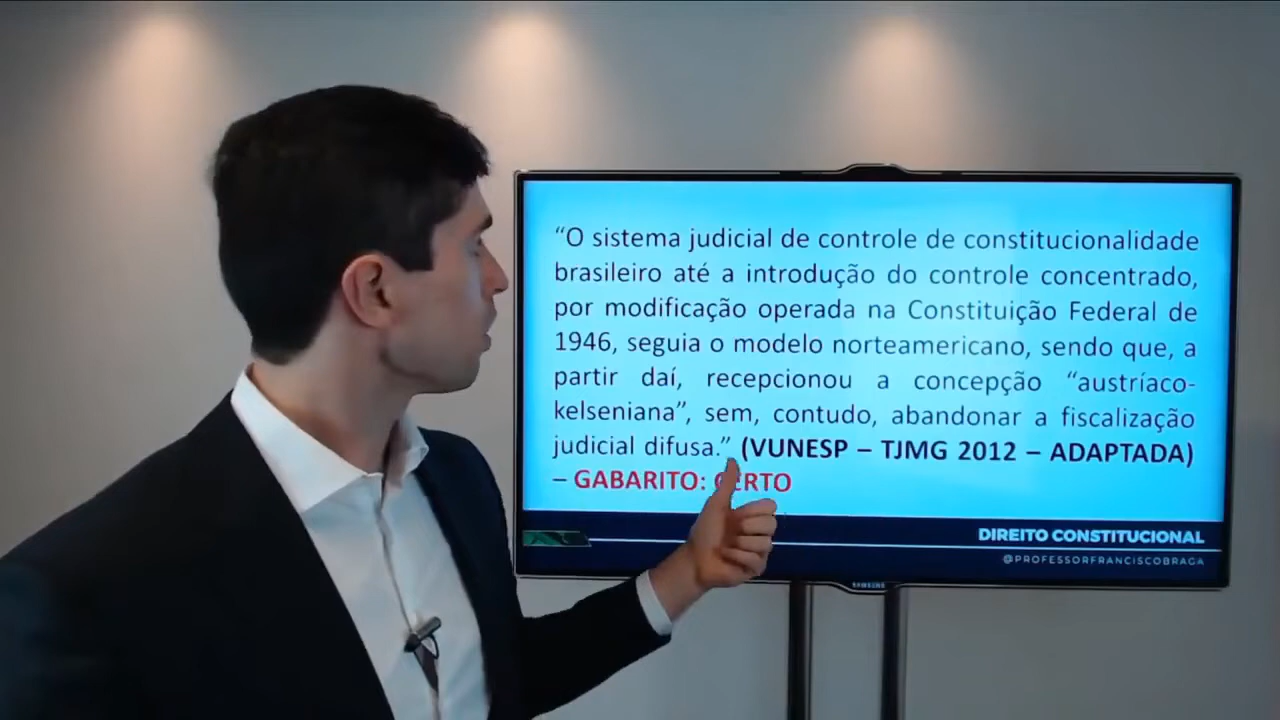 “O sistema judicial de controle de constitucionalidade
brasileiro até a introdução do controle concentrado,
por modificação operada na Constituição Federal de
1946, seguia o modelo norteamericano, sendo que, a
partir daí, recepcionou a concepção “austríaco-
kelseniana”, sem, contudo, abandonar a fiscalização
judicial difusa.” (VUNESP – TJMG 2012 – ADAPTADA)
– GABARITO: CERTO
DIREITO CONSTITUCIONAL
@PROFESSORFRANCISCOBRAGA
SAMSUNG